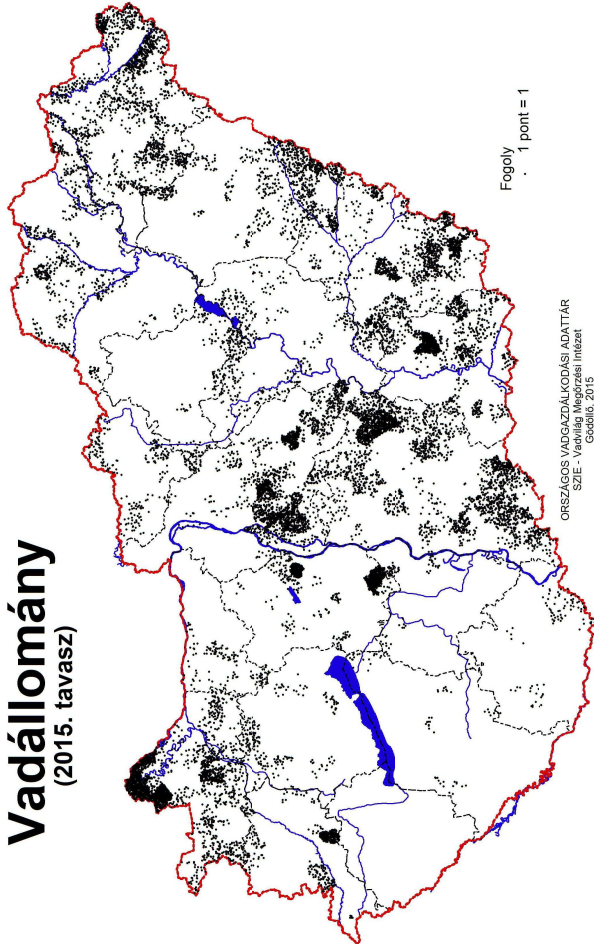 Vadállomány
(2015. tavasz)
Fogoly
. 1 pont = 1
ORSZÁGOS VADGAZDÁLKODÁSI ADATTÁR
SZIE - Vadvilág Megőrzési Intézet
Gödöllő, 2015